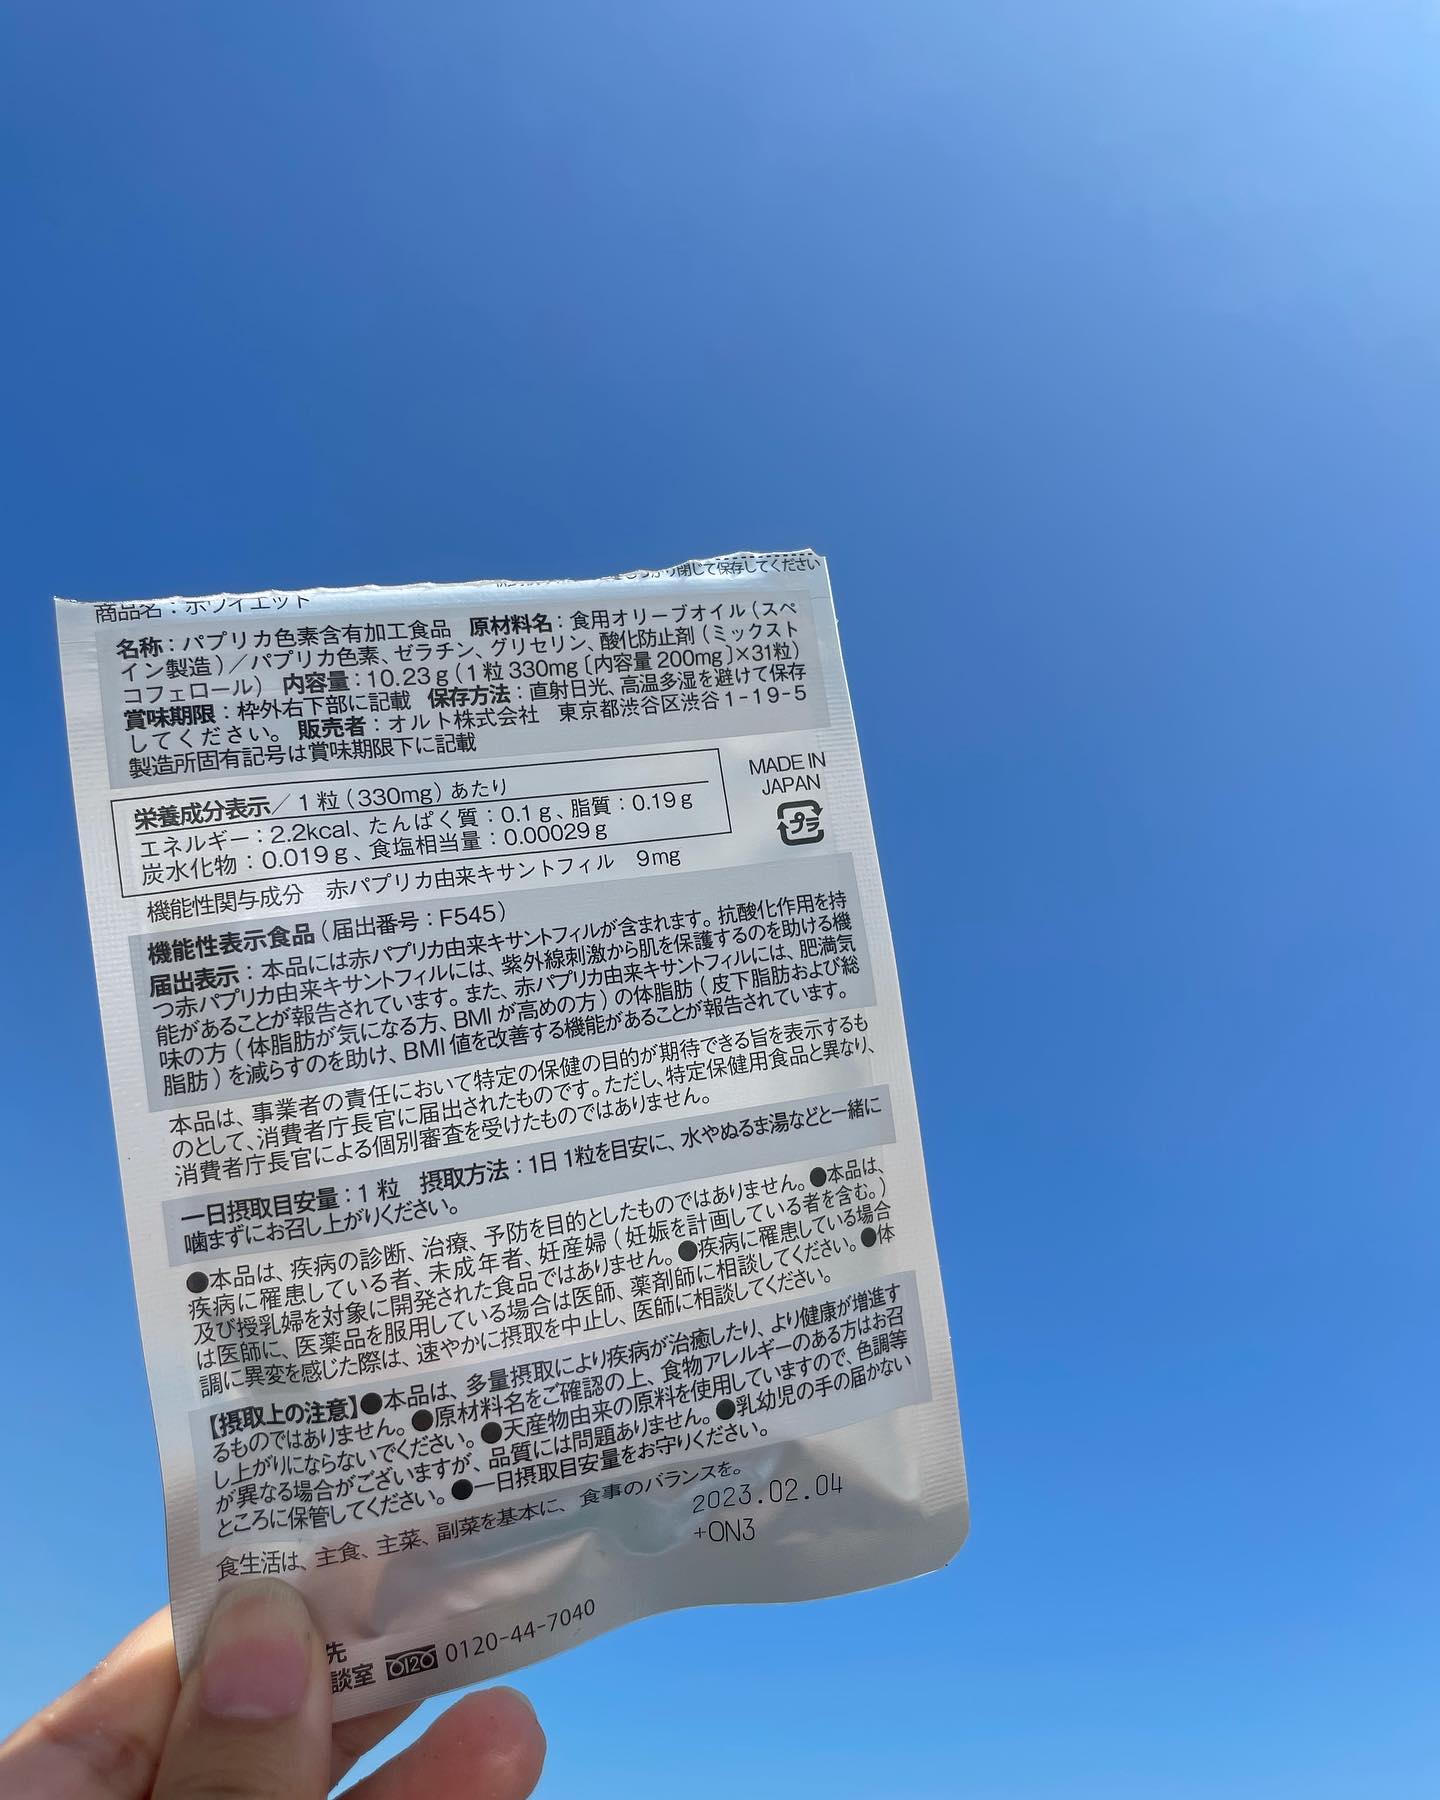 閉じて保存してください
商品名：ホワイエット
名称：パプリカ色素含有加工食品　原材料名：食用オリーブオイル（スペ
イン製造）／パプリカ色素、ゼラチン、グリセリン、酸化防止剤（ミックスト
コフェロール）　内容量：10.23g（1粒330mg［内容量200mg］×31粒）
賞味期限：枠外右下部に記載　保存方法：直射日光、高温多湿を避けて保存
してください。　販売者：オルト株式会社　東京都渋谷区渋谷1-19-5
製造所固有記号は賞味期限下に記載
栄養成分表示／1粒（330mg）あたり
エネルギー：2.2kcal、たんぱく質：0.1g、脂質：0.19g
炭水化物：0.019g、食塩相当量：0.00029g
MADE IN
JAPAN
プラ
機能性関与成分　赤パプリカ由来キサントフィル　9mg
機能性表示食品（届出番号：F545）
届出表示：本品には赤パプリカ由来キサントフィルが含まれます。抗酸化作用を持
つ赤パプリカ由来キサントフィルには、紫外線刺激から肌を保護するのを助ける機
能があることが報告されています。また、赤パプリカ由来キサントフィルには、肥満気
味の方（体脂肪が気になる方、BMIが高めの方）の体脂肪（皮下脂肪および総
脂肪）を減らすのを助け、BMI値を改善する機能があることが報告されています。
本品は、事業者の責任において特定の保健の目的が期待できる旨を表示するも
のとして、消費者庁長官に届出されたものです。ただし、特定保健用食品と異なり、
消費者庁長官による個別審査を受けたものではありません。
一日摂取目安量：1粒　摂取方法：1日1粒を目安に、水やぬるま湯などと一緒に
噛まずにお召し上がりください。
●本品は、疾病の診断、治療、予防を目的としたものではありません。●本品は、
疾病に罹患している者、未成年者、妊産婦（妊娠を計画している者を含む。）
及び授乳婦を対象に開発された食品ではありません。●疾病に罹患している場合
は医師に、医薬品を服用している場合は医師、薬剤師に相談してください。●体
調に異変を感じた際は、速やかに摂取を中止し、医師に相談してください。
【摂取上の注意】●本品は、多量摂取により疾病が治癒したり、より健康が増進す
るものではありません。●原材料名をご確認の上、食物アレルギーのある方はお召
し上がりにならないでください。●天産物由来の原料を使用していますので、色調等
が異なる場合がございますが、品質には問題ありません。●乳幼児の手の届かない
ところに保管してください。●一日摂取目安量をお守りください。
食生活は、主食、主菜、副菜を基本に、食事のバランスを。
2023.02.04
+ON3
先
談室 0120 0120-44-7040